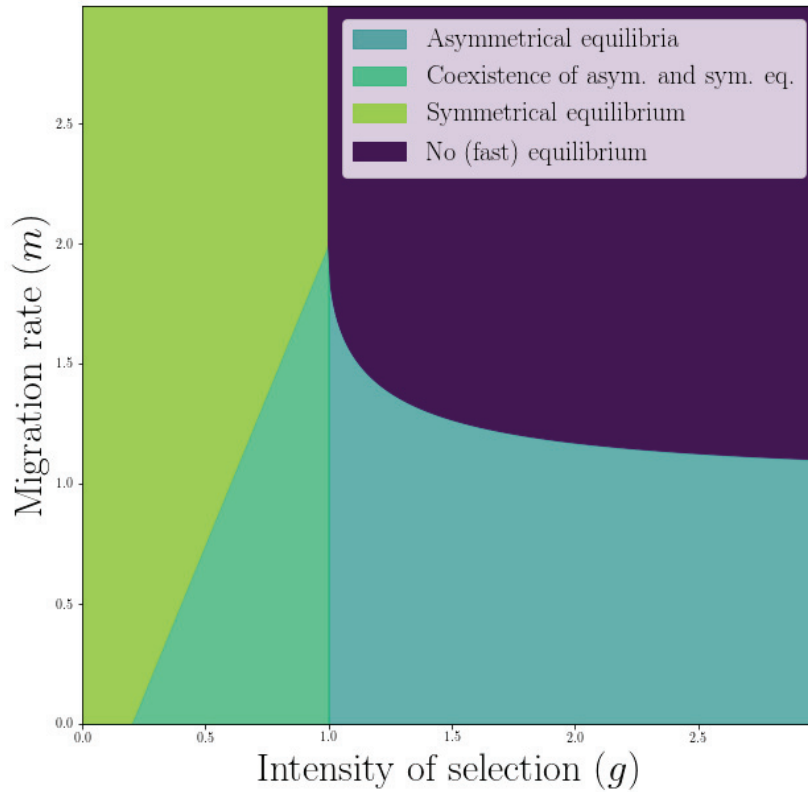 Asymmetrical equilibria
Coexistence of asym. and sym. eq.
Symmetrical equilibrium
No (fast) equilibrium
Migration rate (m)
2.5
2.0
1.5
1.0
0.5
0.0
0.0 0.5 1.0 1.5 2.0 2.5
Intensity of selection (g)